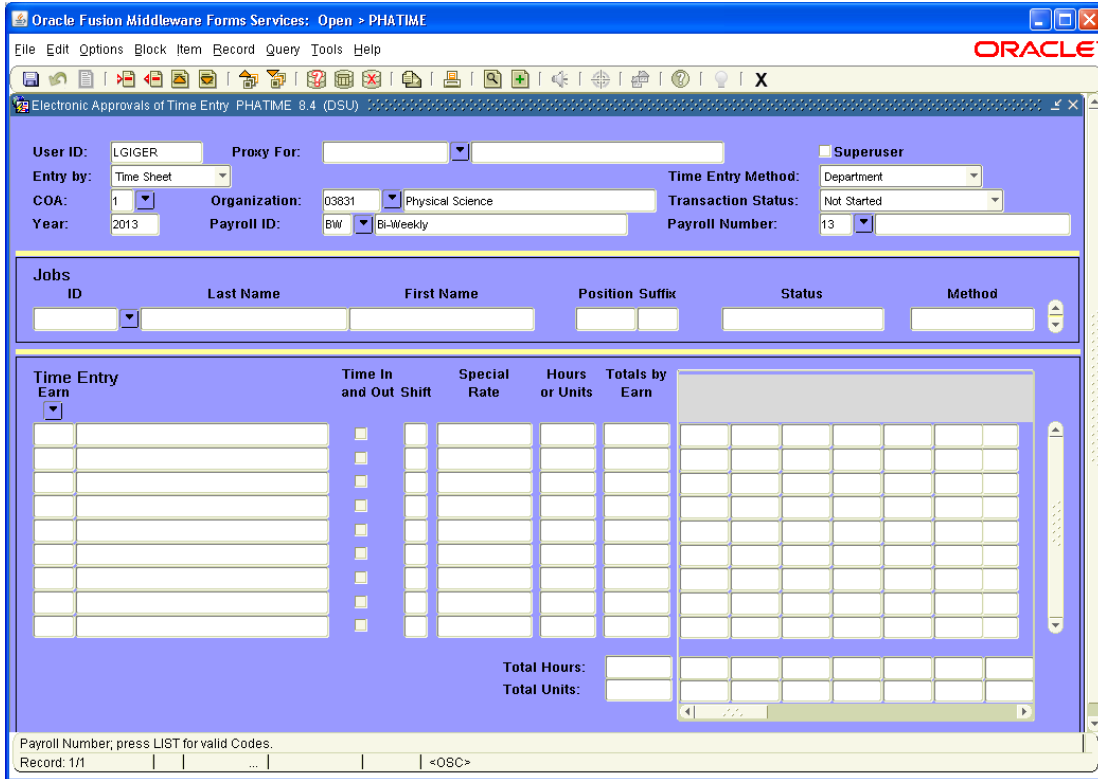 Oracle Fusion Middleware Forms Services:  Open > PHATIME
File Edit Options Block Item Record Query Tools Help
ORACLE
X
Electronic Approvals of Time Entry  PHATIME  8.4  (DSU)
User ID: LGIGER Proxy For: Superuser
Entry by: Time Sheet Time Entry Method: Department
COA: 1 Organization: 03831 Physical Science Transaction Status: Not Started
Year: 2013 Payroll ID: BW Bi-Weekly Payroll Number: 13
Jobs
ID Last Name First Name Position Suffix Status Method
Time Entry Time In Special Hours Totals by
Earn and Out Shift Rate or Units Earn
Total Hours:
Total Units:
Payroll Number; press LIST for valid Codes.
Record: 1/1 ... <OSC>